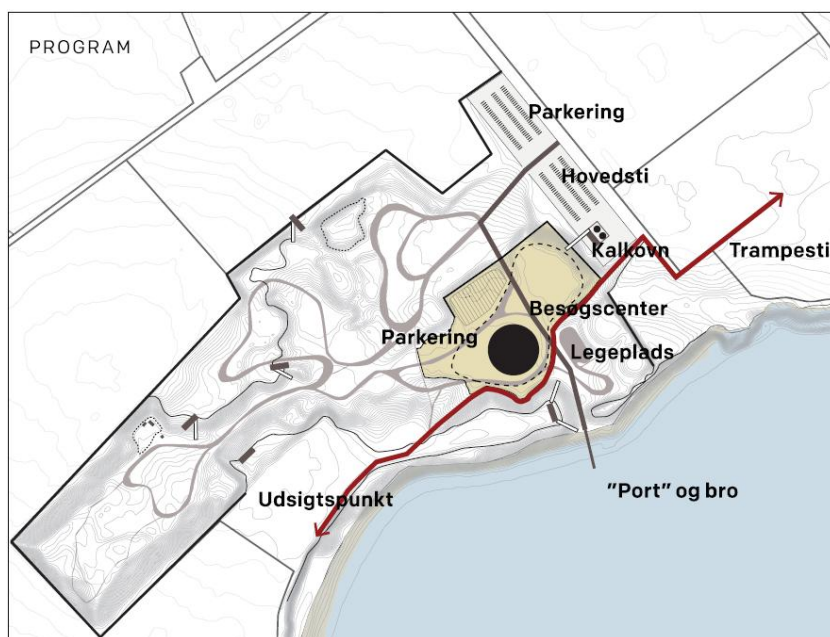 PROGRAM
Parkering
Hovedsti
Kalkovn
Trampesti
Besøgscenter
Parkering
Legeplads
Udsigtspunkt
"Port" og bro